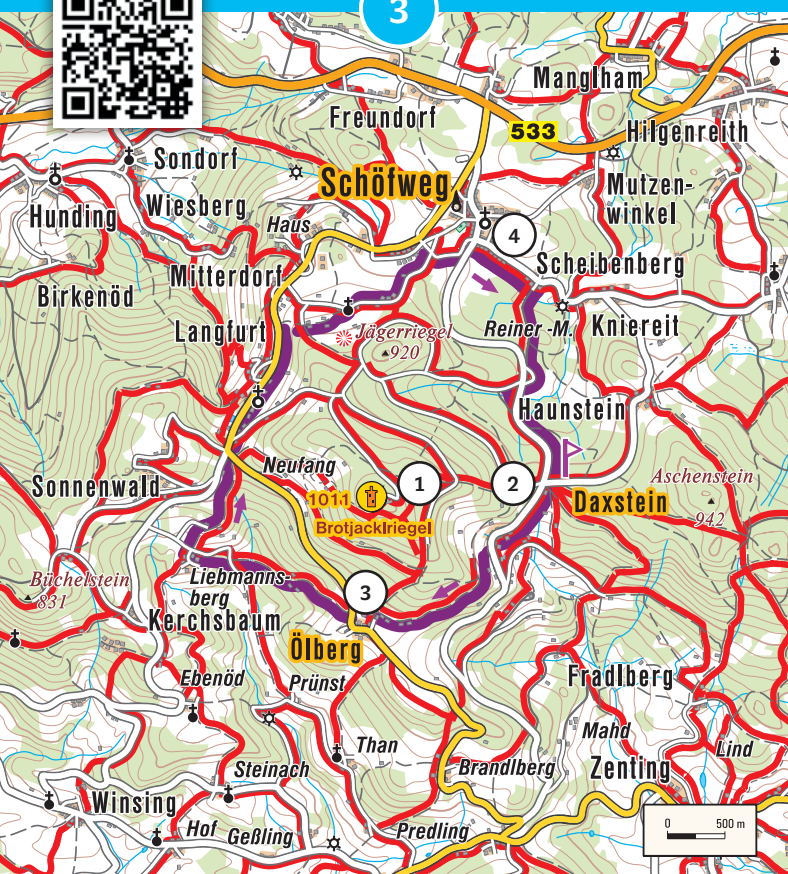 3
Manglham
Freundorf
533
Hilgenreith
Sondorf
Schöfweg
Mutzen-
winkel
Hunding
Wiesberg
Haus
4
Mitterdorf
Scheibenberg
Birkenöd
Langfurt
Jägerriegel
920
Reiner -M.
Kniereit
Haunstein
Neufang
Sonnenwald
1011
1
2
Aschenstein
942
Brotjacklriegel
Daxstein
Büchelstein
831
Liebmanns-
berg
3
Kerchsbaum
Ölberg
Ebenöd
Prünst
Fradlberg
Than
Mahd
Lind
Steinach
Brandlberg
Zenting
Winsing
Hof
Geßling
Predling
0 500 m